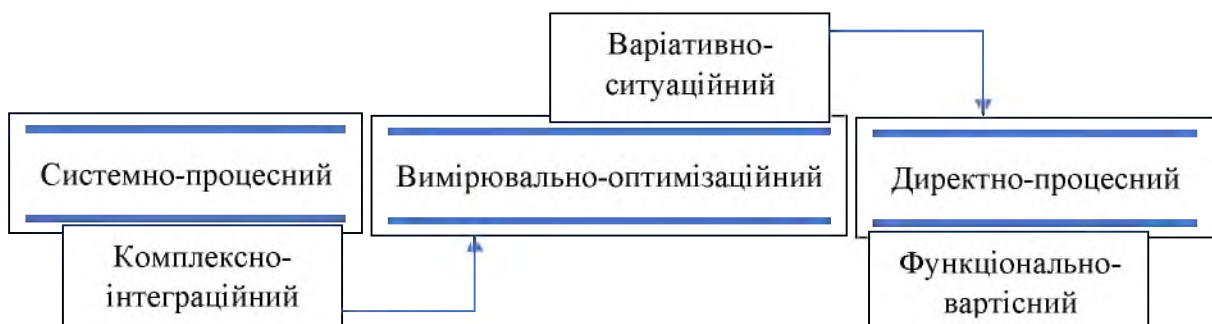 Варіативно-
ситуаційний
Системно-процесний
Вимірювально-оптимізаційний
Директно-процесний
Комплексно-
інтеграційний
Функціонально-
вартісний